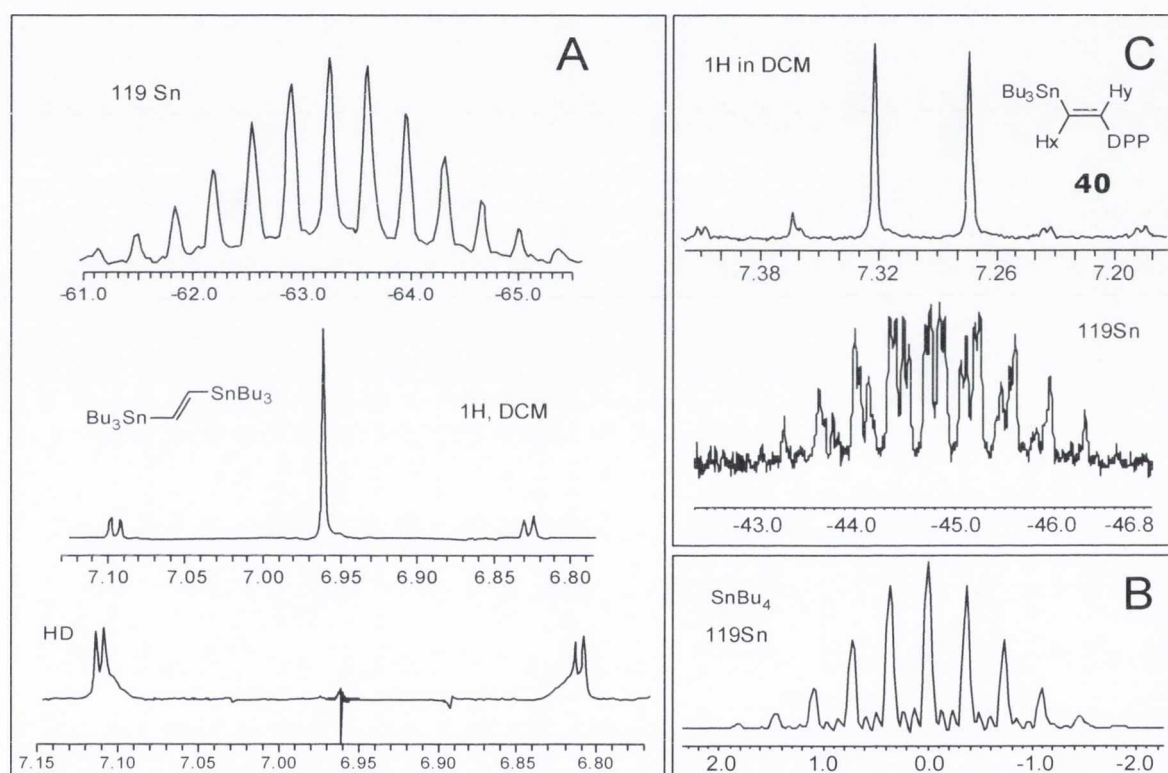 A
119 Sn
-61.0 -62.0 -63.0 -64.0 -65.0
Bu3Sn SnBu3
1H, DCM
7.10 7.05 7.00 6.95 6.90 6.85 6.80
HD
7.15 7.10 7.10 7.00 6.95 6.90 6.80 6.80
C
1H in DCM
Bu3Sn Hy
Hx DPP
40
7.38 7.32 7.26 7.20
119Sn
-43.0 -44.0 -45.0 -46.0 -46.8
B
SnBu4
119Sn
2.0 1.0 0.0 -1.0 -2.0